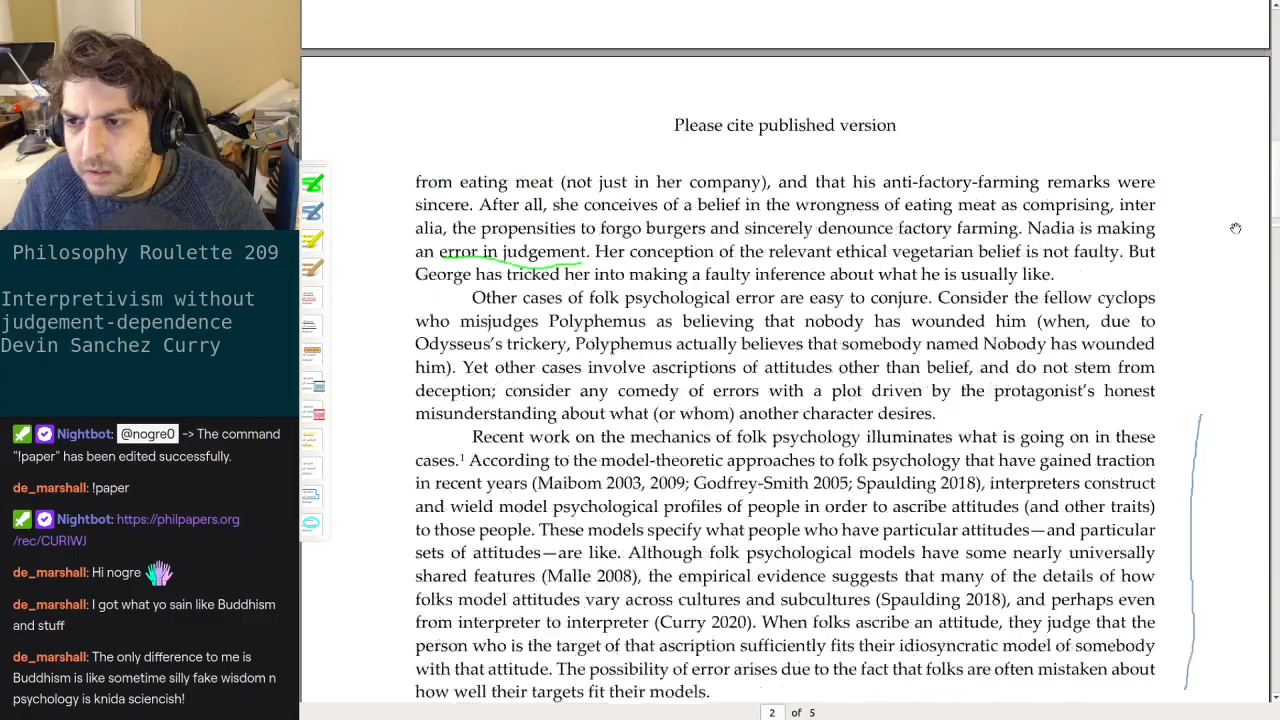 Philosophy Roulette 209
Interpretivism without
judgement-dependence
Devin Sanchez Curry
Nightbot: @nogre0 -> The command
"!paper" has been edited successfully.
de_marshall: !paper
Nightbot: https://philpapers.org
/rec/CURIWJ
de_marshall: Hi nogre
de_marshall: I got what yo sain like Buddhism
and stuff
de_marshall: The only difference to me is
Buddhism is like sometime silly fake wisdom n
psychology is knida sciencish!
Please cite published version
from eating meat (not just in her company), and that his anti-factory-farming remarks were
sincere. After all, she conceives of a belief in the wrongness of eating meat as comprising, inter
alia, the propensities to forgo burgers and sincerely denounce factory farming. Nadia is making
an error in judgement. Her conception of the relevant ethical vegetarian belief is not faulty. But
George has tricked her into making a faulty inference about what he is usually like.
Other cases of folk psychological error are also common. Consider the fellow cyclops
who misjudges Polyphemus to believe that nobody has wounded him (when, due to
Odysseus's trickery, Polyphemus actually believes that somebody named Nobody has wounded
him). Yet other cases involve ascriptions of attitudes other than belief, and do not stem from
deception: consider any comedy of errors with a plot driven by the protagonist's honest
misunderstanding about what (or whom) another character desires.
Recent work on the mechanics of folk psychology illuminates what's going on in these
cases.1 According to the model-theoretic approaches to folk psychology that have gained traction
in recent years (Maibom 2003, 2009; Godfrey-Smith 2005; Spaulding 2018), interpreters construct
and wield model psychological profiles of people in order to ascribe attitudes (and other traits)
to those people. These models specify what people who have particular attitudes—and particular
sets of attitudes—are like. Although folk psychological models have some nearly universally
shared features (Malle 2008), the empirical evidence suggests that many of the details of how
folks model attitudes vary across cultures and subcultures (Spaulding 2018), and perhaps even
from interpreter to interpreter (Curry 2020). When folks ascribe an attitude, they judge that the
person who is the target of that ascription sufficiently fits their idiosyncratic model of somebody
with that attitude. The possibility of error arises due to the fact that folks are often mistaken about
how well their targets fit their models.
2 of 5